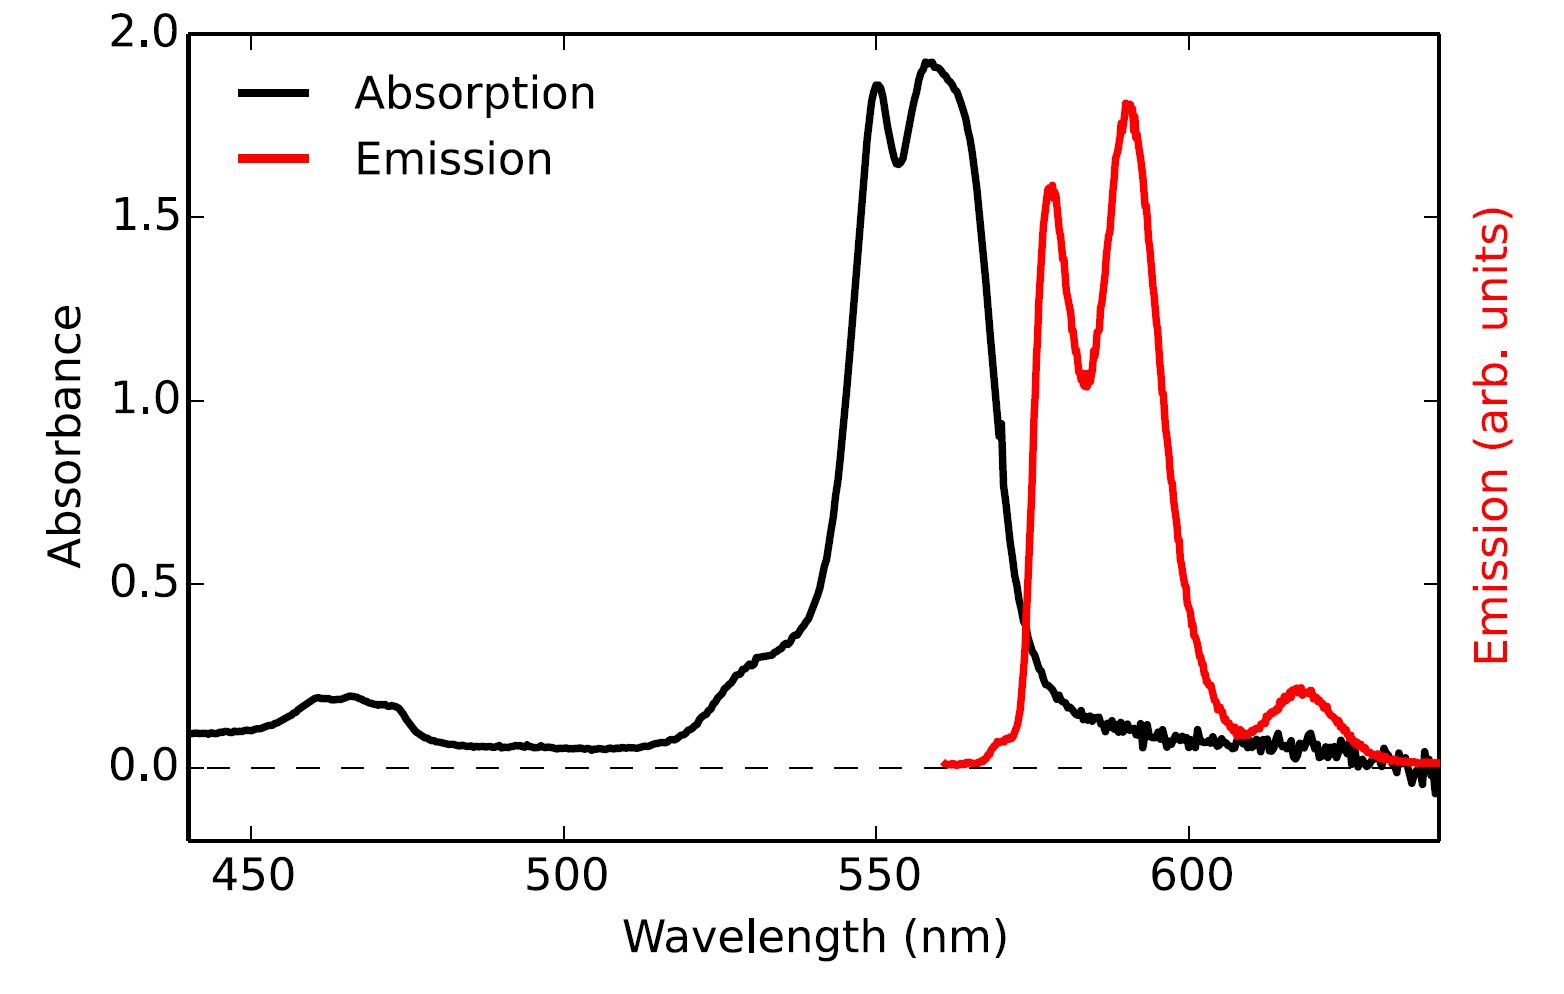 2.0
1.5
1.0
0.5
0.0
Absorbance
Absorption
Emission
Emission (arb. units)
450 500 550 600
Wavelength (nm)